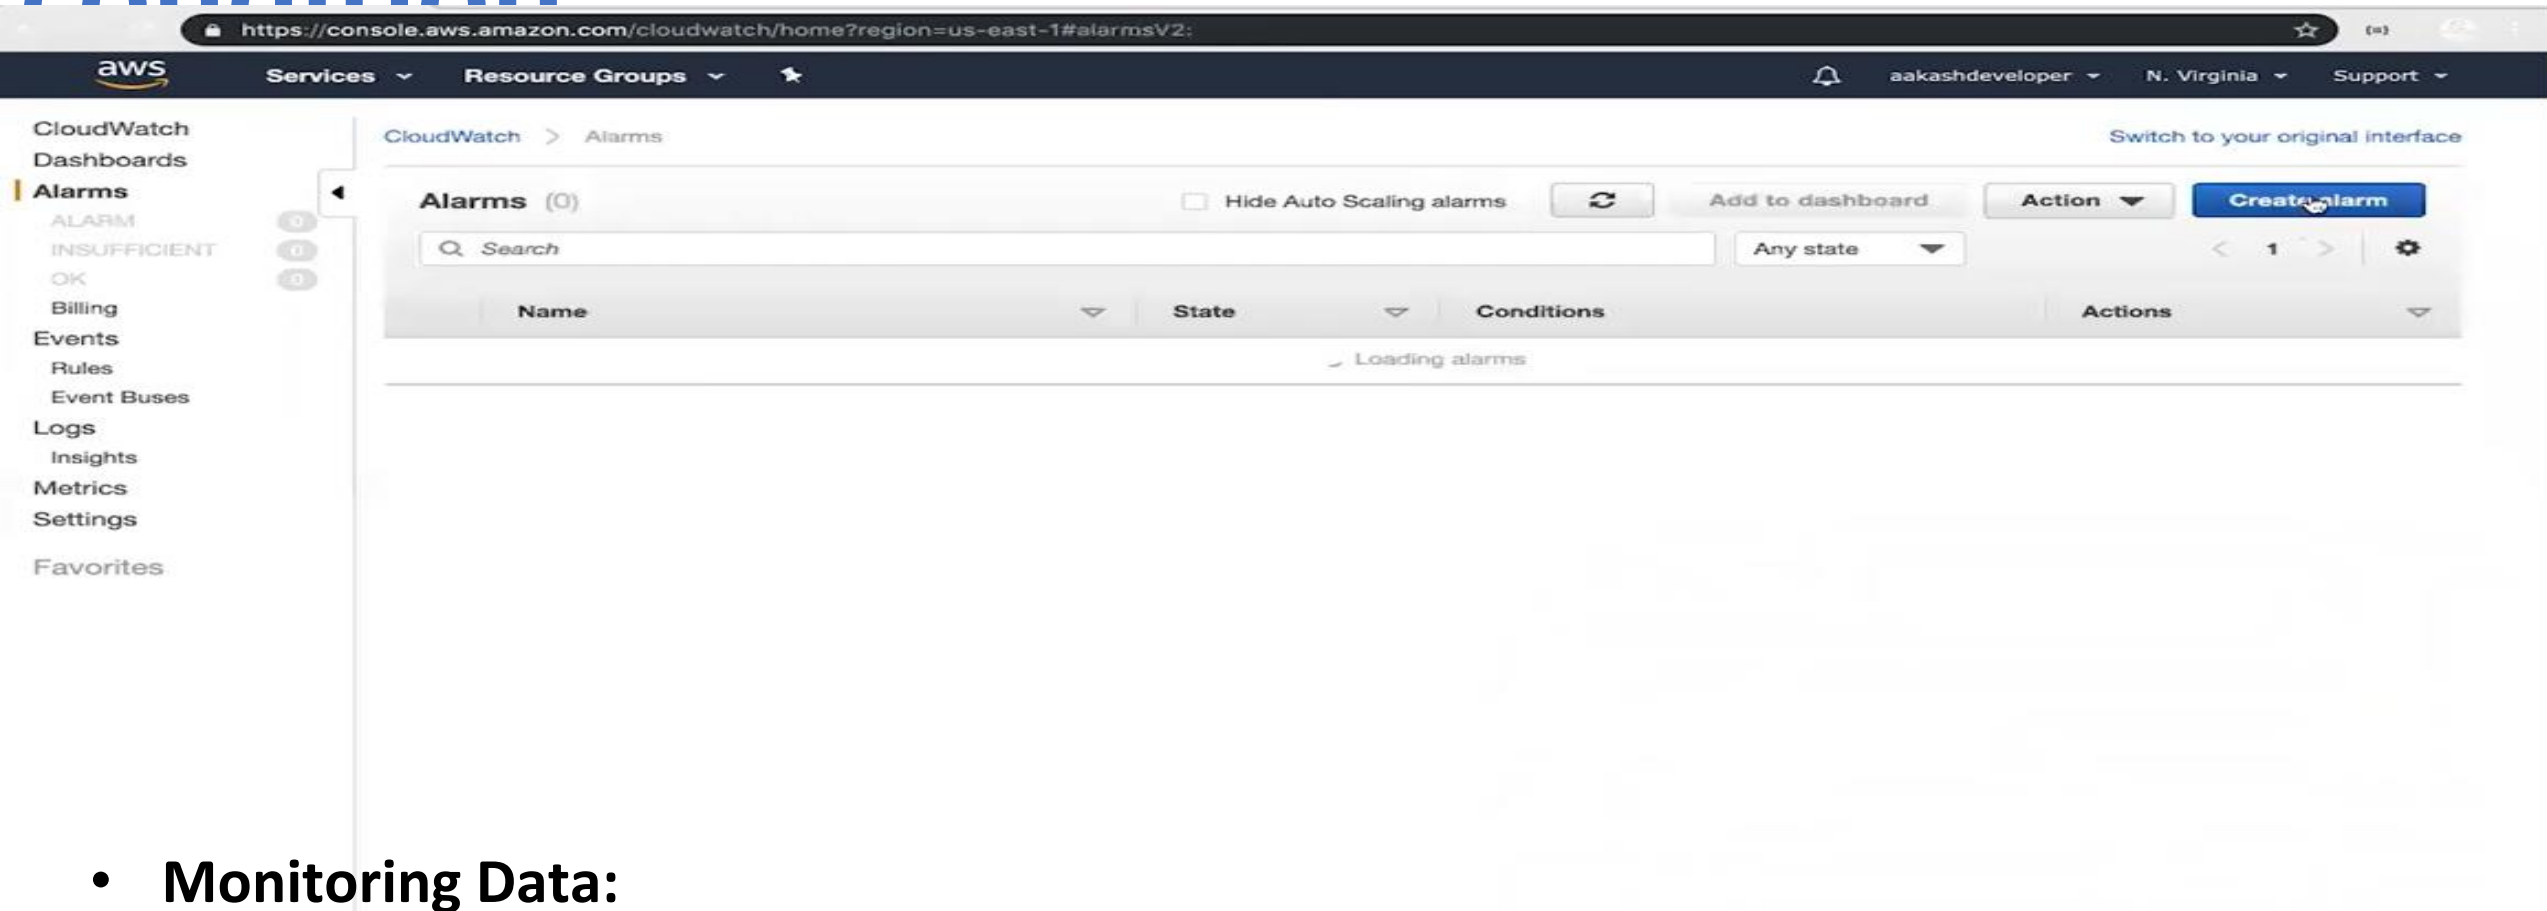 https://console.aws.amazon.com/cloudwatch/home?region=us-east-1#alarmsV2:
aws Services Resource Groups aakashdeveloper N. Virginia Support
CloudWatch
Dashboards
Alarms
ALARM 0
INSUFFICIENT 0
OK 0
Billing
Events
Rules
Event Buses
Logs
Insights
Metrics
Settings
Favorites
CloudWatch > Alarms Switch to your original interface
Alarms (0) Hide Auto Scaling alarms Add to dashboard Action Create alarm
Search Any state < 1 >
Name State Conditions Actions
Loading alarms
• Monitoring Data: